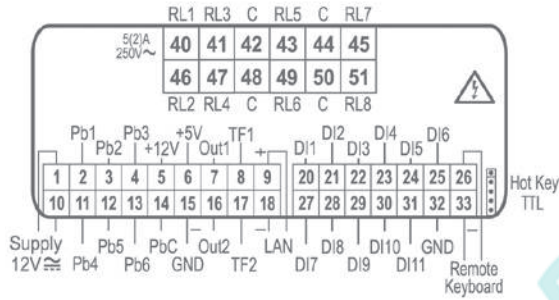 RL1 RL3 C RL5 C RL7
5(2)A
250V~
40 41 42 43 44 45
46 47 48 49 50 51
RL2 RL4 C RL6 C RL8
Pb1 Pb3 +5V TF1 DI2 DI4 DI6
Pb2 +12V Out1 + DI1 DI3 DI5
1 2 3 4 5 6 7 8 9 20 21 22 23 24 25 26
10 11 12 13 14 15 16 17 18 27 28 29 30 31 32 33
Hot Key
TTL
Supply
12V≂
Pb5 PbC – Out2 – LAN DI8 DI10 GND –
Pb4 Pb6 GND TF2 DI7 DI9 DI11
Remote
Keyboard